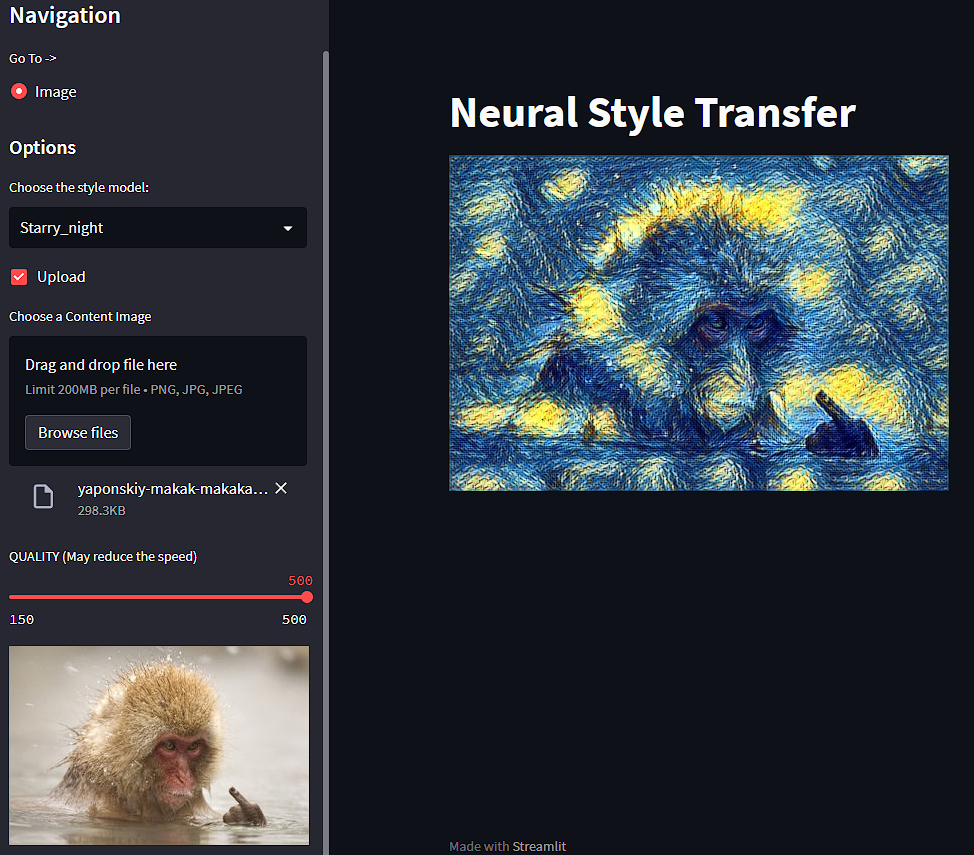 Navigation
Go To ->
Image
Options
Choose the style model:
Starry_night
Upload
Choose a Content Image
Drag and drop file here
Limit 200MB per file • PNG, JPG, JPEG
Browse files
yaponskiy-makak-makaka...
298.3KB
QUALITY (May reduce the speed)
500
150 500
Neural Style Transfer
Made with Streamlit